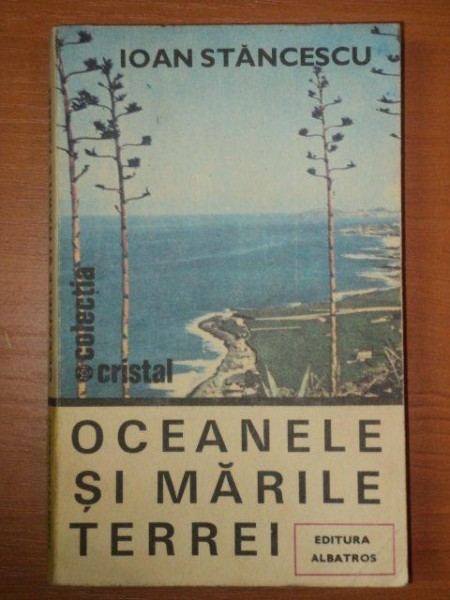 IOAN STĂNCESCU
colecția
cristal
OCEANELE
ȘI MĂRILE
TERREI
EDITURA
ALBATROS